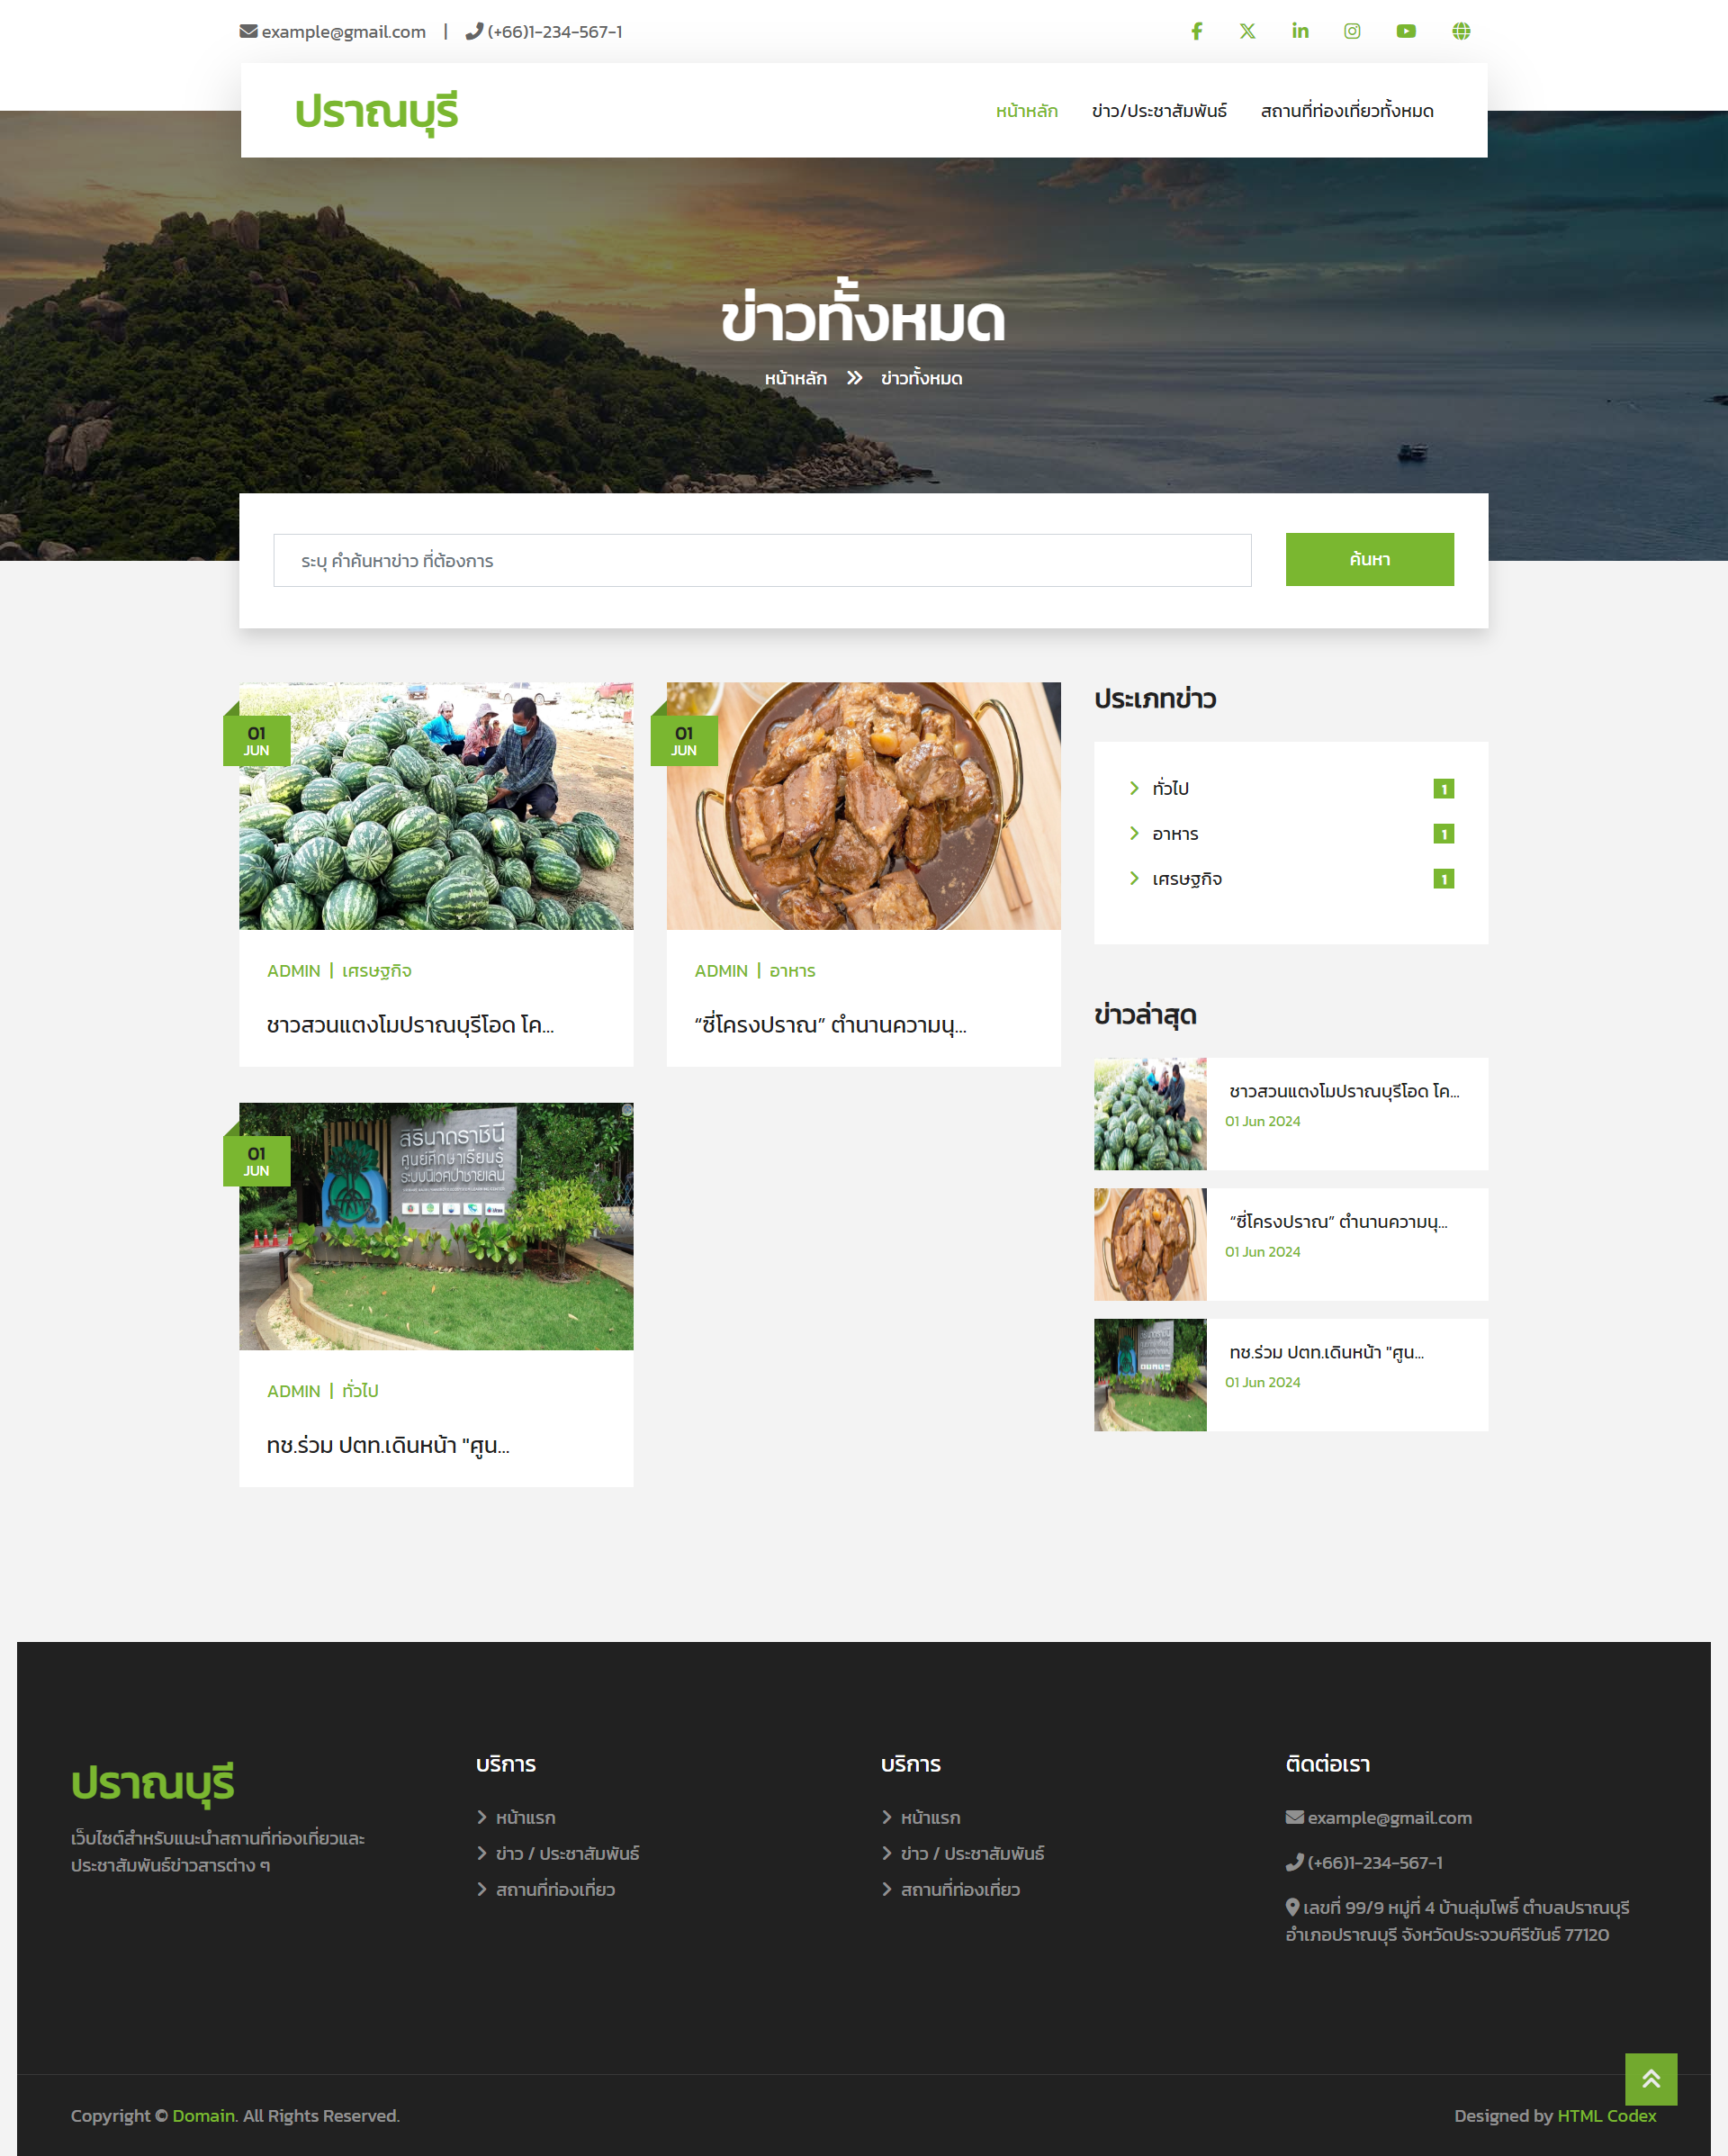 example@gmail.com | (+66)1-234-567-1
ปราณบุรี
หน้าหลัก ข่าว/ประชาสัมพันธ์ สถานที่ท่องเที่ยวทั้งหมด
ข่าวทั้งหมด
หน้าหลัก ข่าวทั้งหมด
ระบุ คำค้นหาข่าว ที่ต้องการ
ค้นหา
01
JUN
ADMIN | เศรษฐกิจ
ชาวสวนแตงโมปราณบุรีโอด โค...
01
JUN
ADMIN | อาหาร
“ซี่โครงปราณ” ตำนานความนุ...
01
JUN
สิรินาถราชินี
ศูนย์ศึกษาเรียนรู้
ระบบนิเวศป่าชายเลน
ADMIN | ทั่วไป
ทช.ร่วม ปตท.เดินหน้า "ศูน...
ประเภทข่าว
ทั่วไป 1
อาหาร 1
เศรษฐกิจ 1
ข่าวล่าสุด
ชาวสวนแตงโมปราณบุรีโอด โค...
01 Jun 2024
“ซี่โครงปราณ” ตำนานความนุ...
01 Jun 2024
ทช.ร่วม ปตท.เดินหน้า "ศูน...
01 Jun 2024
ปราณบุรี
เว็บไซต์สำหรับแนะนำสถานที่ท่องเที่ยวและ
ประชาสัมพันธ์ข่าวสารต่าง ๆ
บริการ
หน้าแรก
ข่าว / ประชาสัมพันธ์
สถานที่ท่องเที่ยว
บริการ
หน้าแรก
ข่าว / ประชาสัมพันธ์
สถานที่ท่องเที่ยว
ติดต่อเรา
example@gmail.com
(+66)1-234-567-1
เลขที่ 99/9 หมู่ที่ 4 บ้านลุ่มโพธิ์ ตำบลปราณบุรี
อำเภอปราณบุรี จังหวัดประจวบคีรีขันธ์ 77120
Copyright © Domain. All Rights Reserved.
Designed by HTML Codex